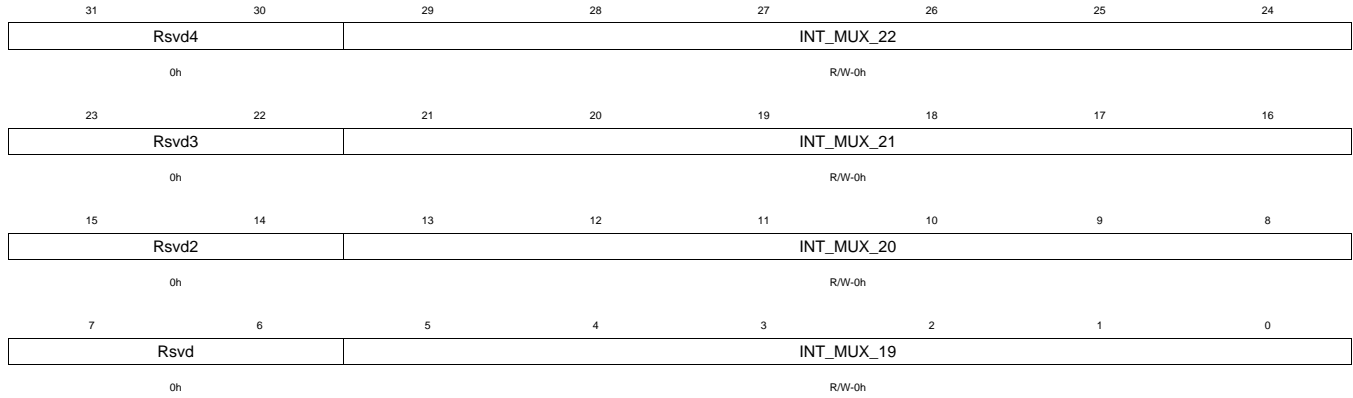 31 30 29 28 27 26 25 24
Rsvd4 INT_MUX_22
0h R/W-0h
23 22 21 20 19 18 17 16
Rsvd3 INT_MUX_21
0h R/W-0h
15 14 13 12 11 10 9 8
Rsvd2 INT_MUX_20
0h R/W-0h
7 6 5 4 3 2 1 0
Rsvd INT_MUX_19
0h R/W-0h